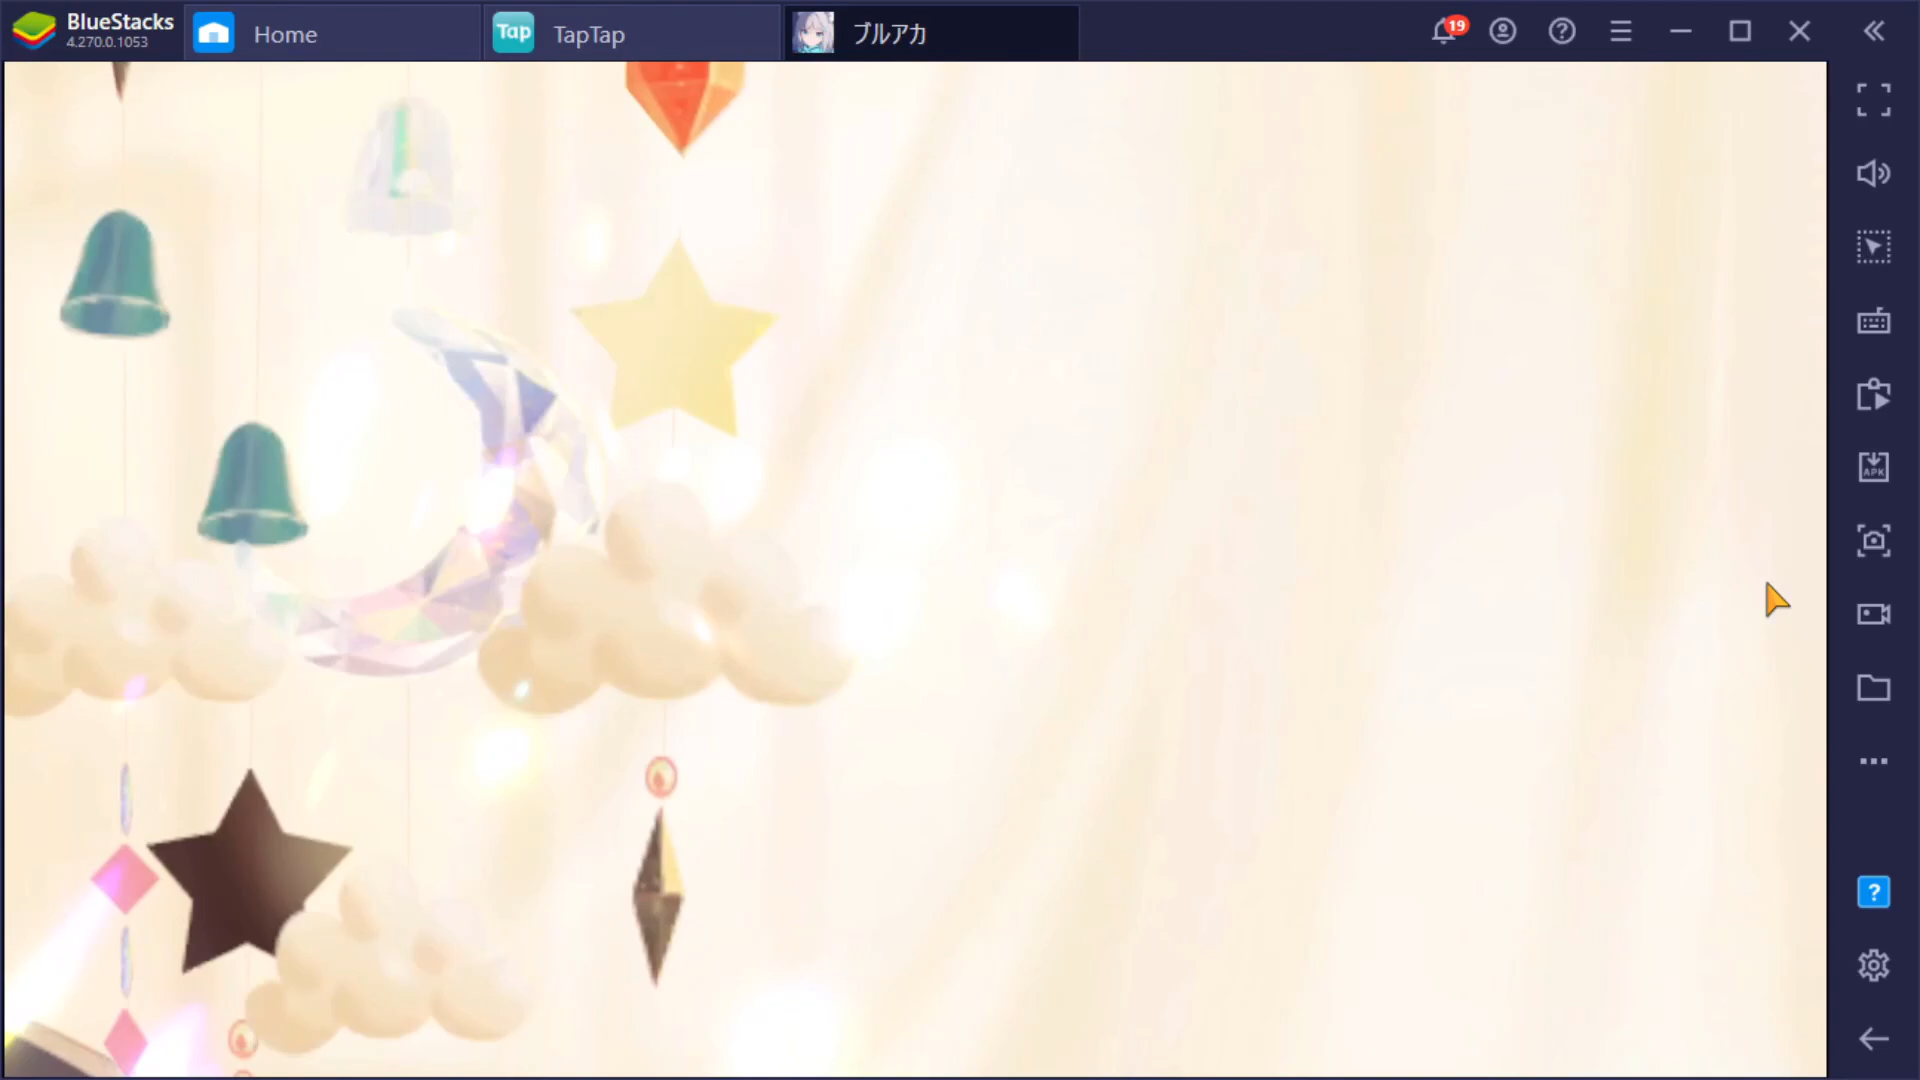 BlueStacks
4.270.0.1053
Home
Tap
TapTap
ブルアカ
19
APK